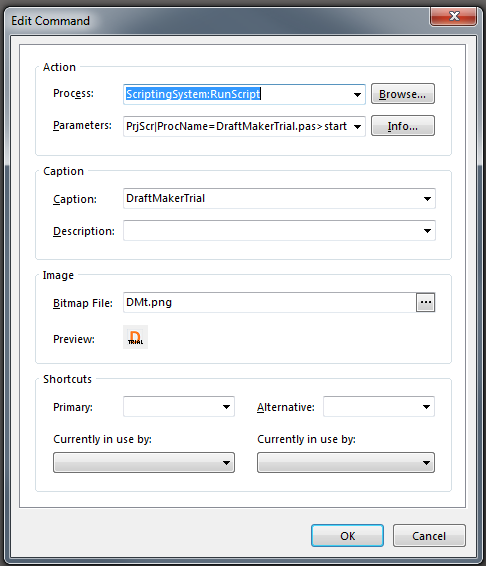 Edit Command
Action
Process: ScriptingSystem:RunScript Browse...
Parameters: PrjScr|ProcName=DraftMakerTrial.pas>start Info...
Caption
Caption: DraftMakerTrial
Description:
Image
Bitmap File: DMt.png ...
Preview: D
TRIAL
Shortcuts
Primary: Alternative:
Currently in use by: Currently in use by:
OK Cancel